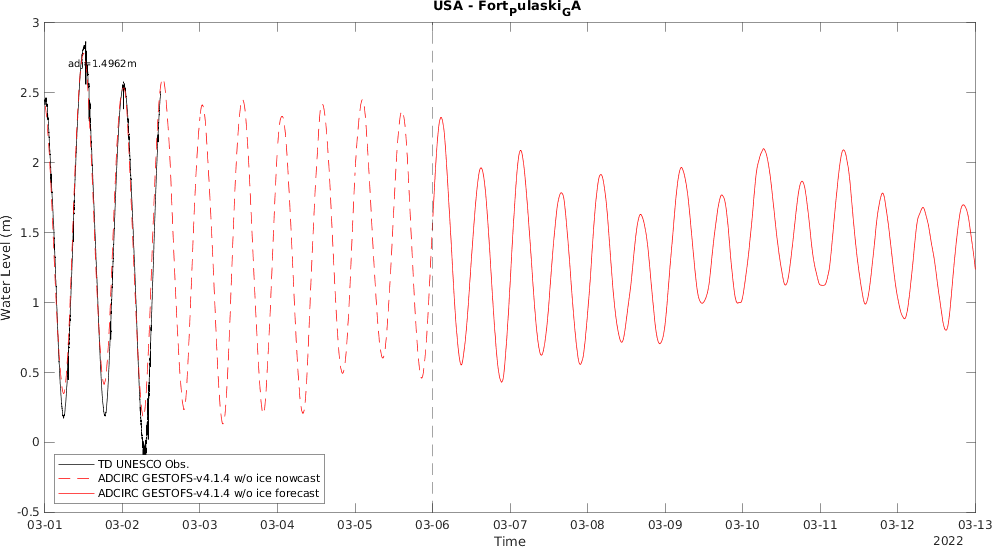 USA - Fort_Pulaski_GA
3
adj=1.4962m
2.5
2
1.5
1
0.5
0
-0.5
Water Level (m)
TD UNESCO Obs.
ADCIRC GESTOFS-v4.1.4 w/o ice nowcast
ADCIRC GESTOFS-v4.1.4 w/o ice forecast
03-01 03-02 03-03 03-04 03-05 03-06 03-07 03-08 03-09 03-10 03-11 03-12 03-13
Time
2022